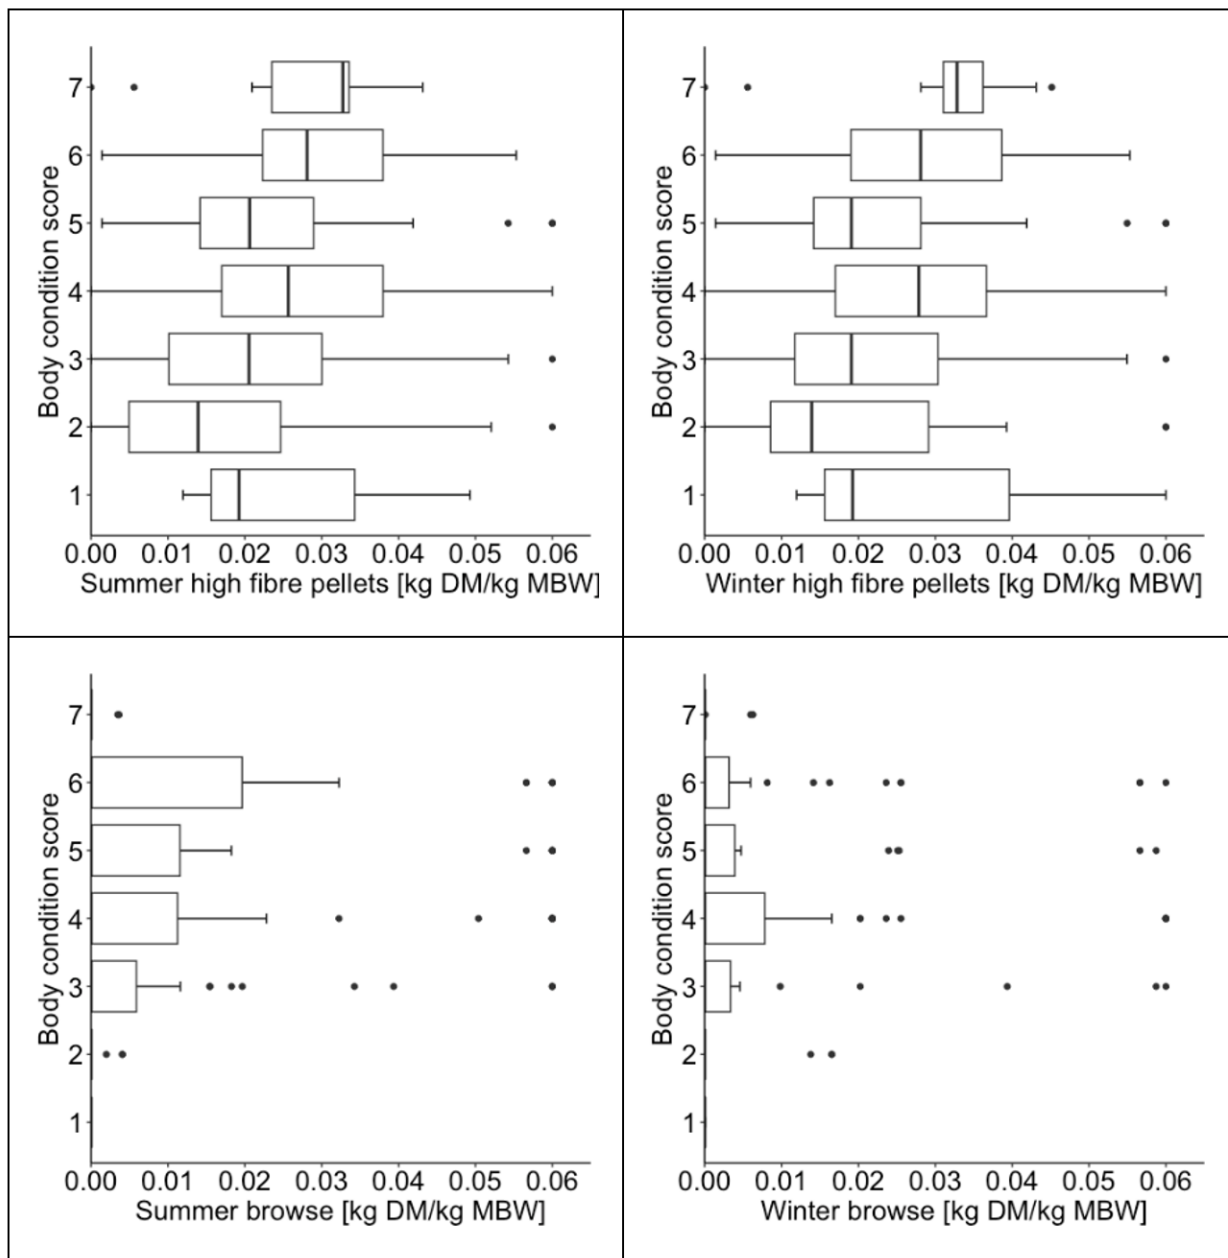 Body condition score
7
6
5
4
3
2
1
0.00 0.01 0.02 0.03 0.04 0.05 0.06
Summer high fibre pellets [kg DM/kg MBW]
Body condition score
7
6
5
4
3
2
1
0.00 0.01 0.02 0.03 0.04 0.05 0.06
Winter high fibre pellets [kg DM/kg MBW]
Body condition score
7
6
5
4
3
2
1
0.00 0.01 0.02 0.03 0.04 0.05 0.06
Summer browse [kg DM/kg MBW]
Body condition score
7
6
5
4
3
2
1
0.00 0.01 0.02 0.03 0.04 0.05 0.06
Winter browse [kg DM/kg MBW]